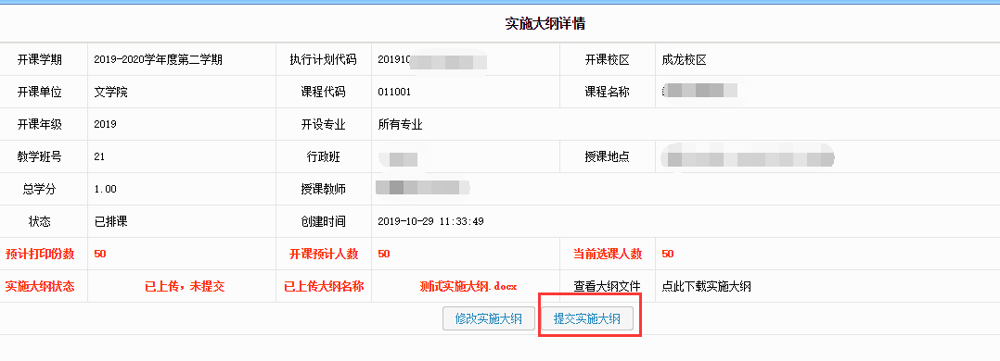 实施大纲详情
开课学期 2019-2020学年度第二学期 执行计划代码 20191 开课校区 成龙校区
开课单位 文学院 课程代码 011001 课程名称
开课年级 2019 开设专业 所有专业
教学班号 21 行政班 授课地点
总学分 1.00 授课教师
状态 已排课 创建时间 2019-10-29 11:33:49
预计打印份数 50 开课预计人数 50 当前选课人数 50
实施大纲状态 已上传，未提交 已上传大纲名称 测试实施大纲.docx 查看大纲文件 点此下载实施大纲
修改实施大纲 提交实施大纲